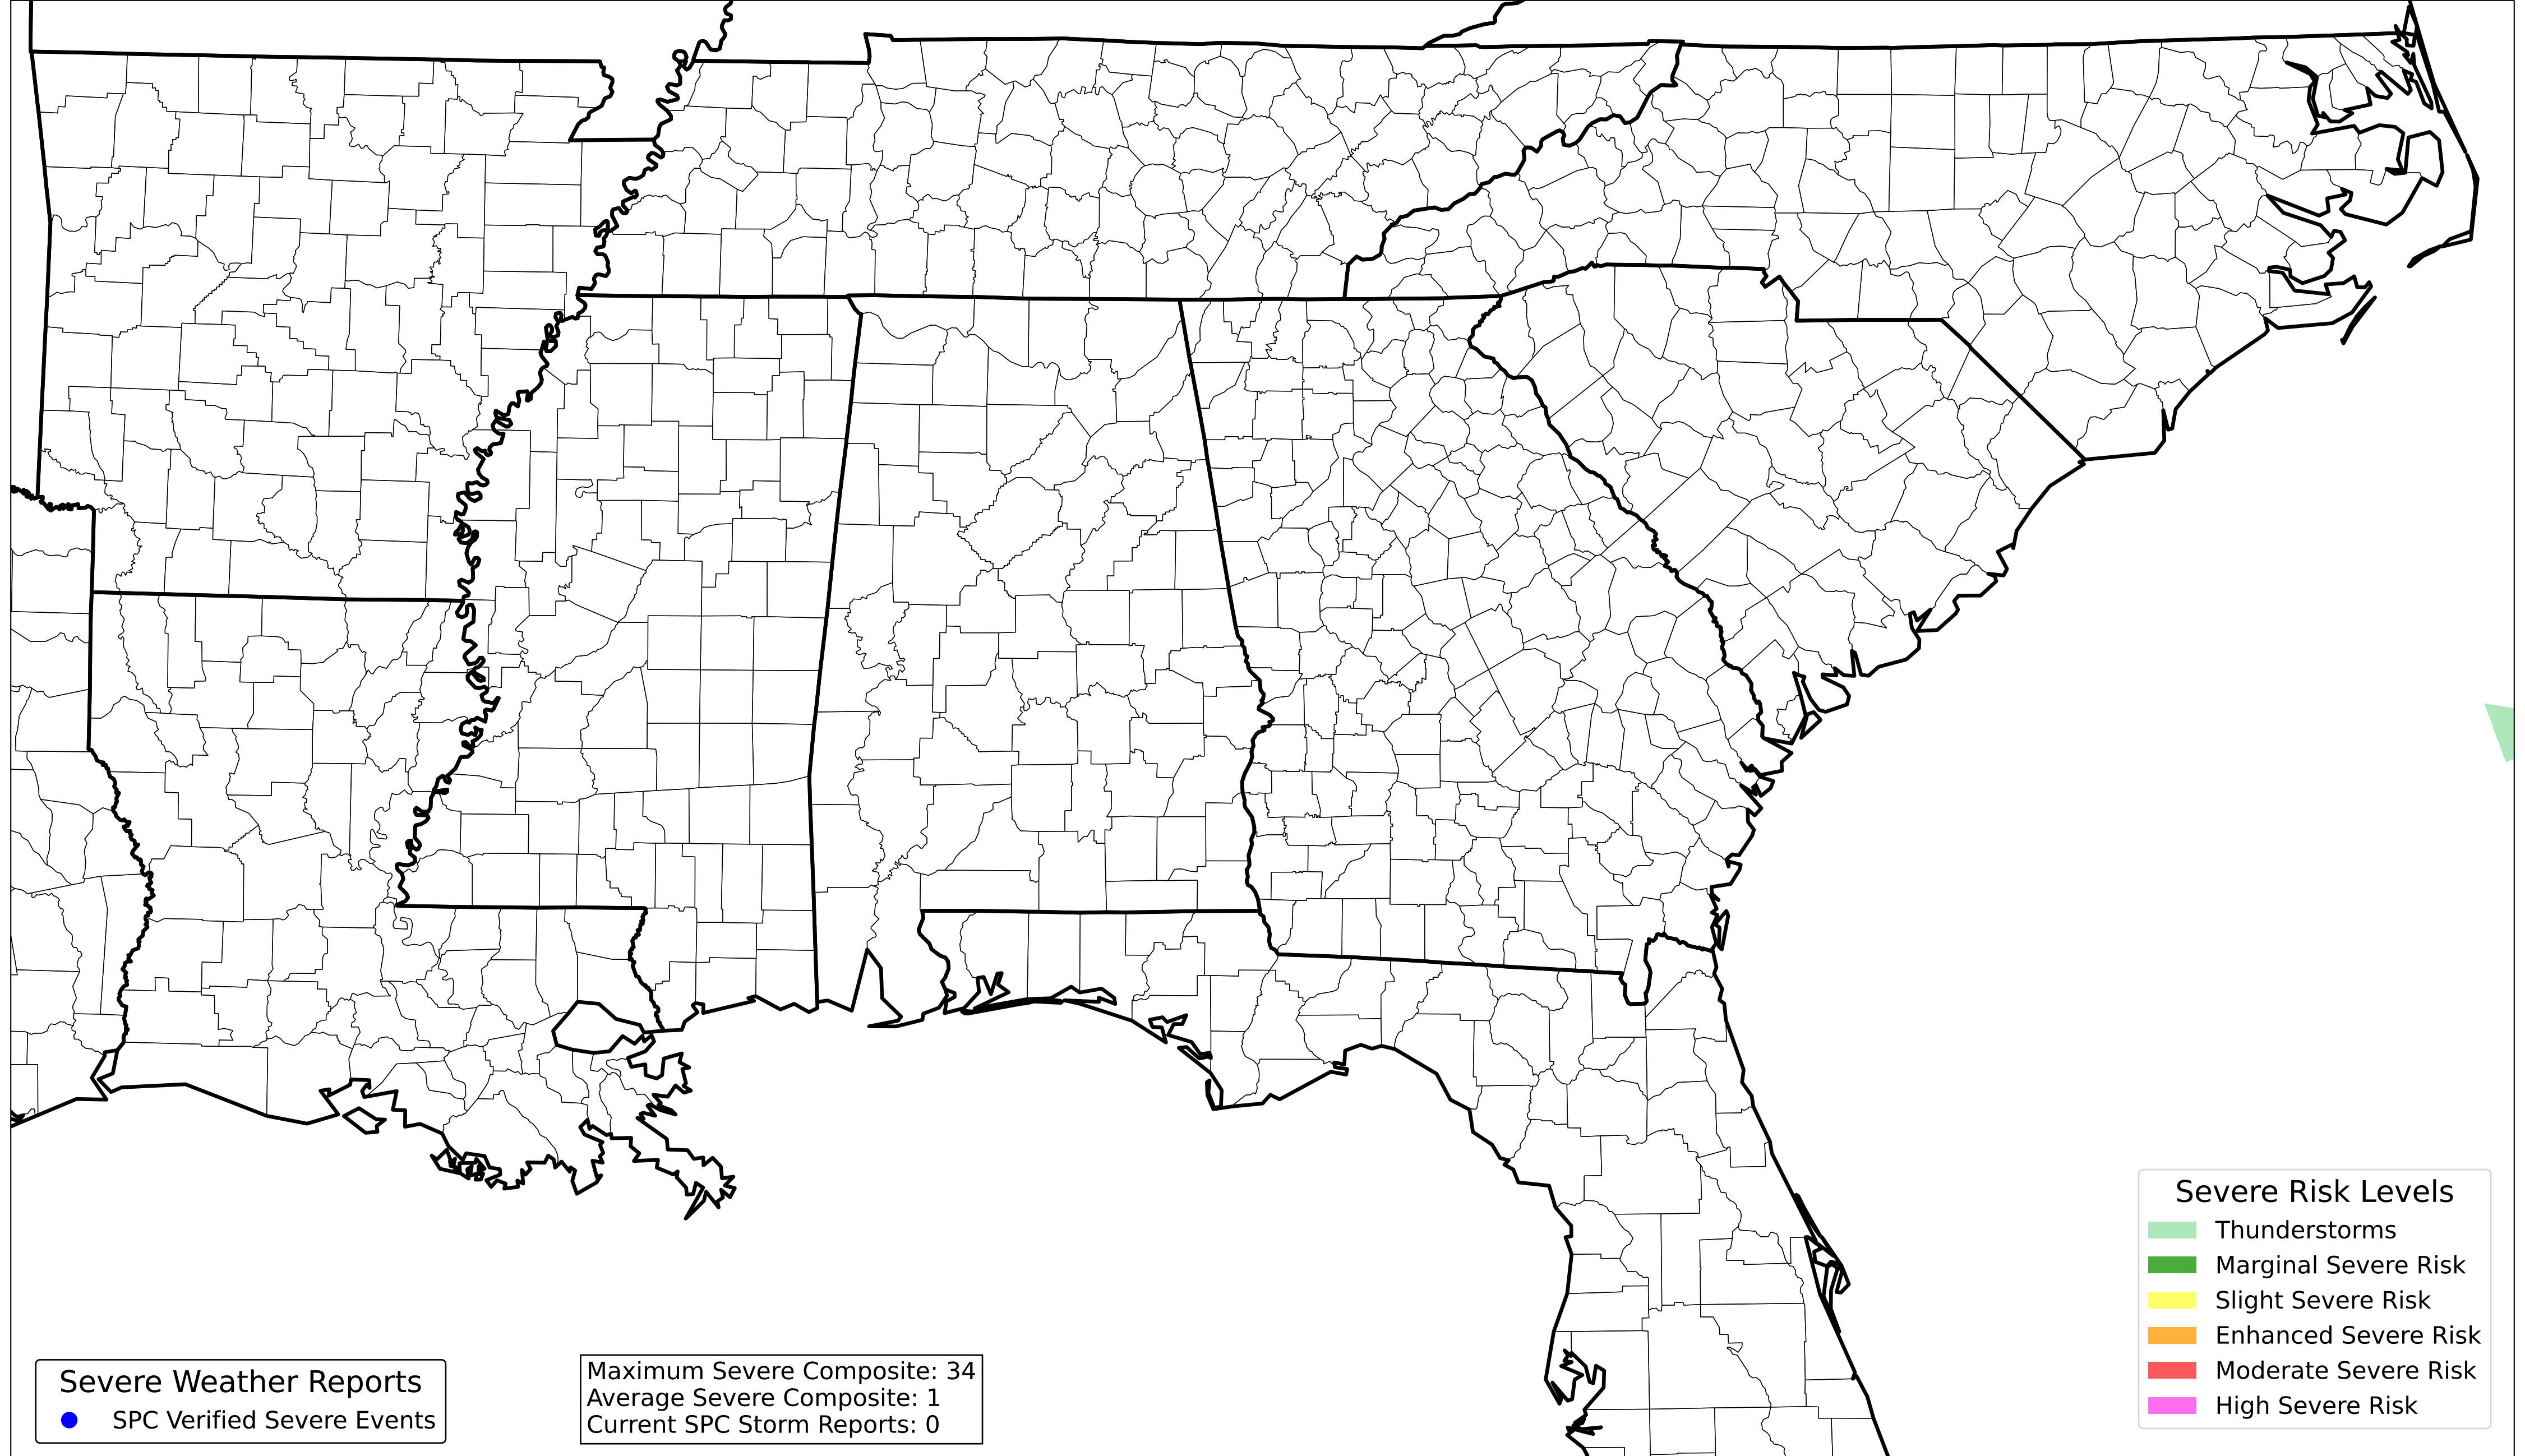 Severe Risk Levels
Thunderstorms
Marginal Severe Risk
Slight Severe Risk
Enhanced Severe Risk
Moderate Severe Risk
High Severe Risk
Severe Weather Reports
SPC Verified Severe Events
Maximum Severe Composite: 34
Average Severe Composite: 1
Current SPC Storm Reports: 0